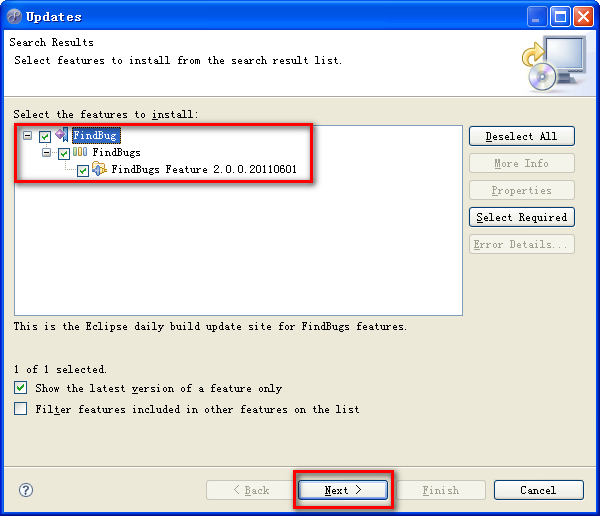 Updates
Search Results
Select features to install from the search result list.
Select the features to install:
FindBug
FindBugs
FindBugs Feature 2.0.0.20110601
Deselect All
More Info
Properties
Select Required
Error Details...
This is the Eclipse daily build update site for FindBugs features.
1 of 1 selected.
Show the latest version of a feature only
Filter features included in other features on the list
?
< Back
Next >
Finish
Cancel